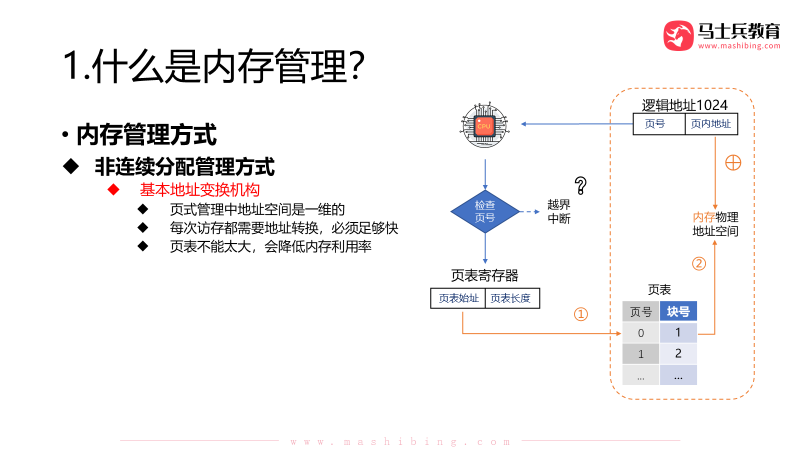 马士兵教育
www.mashibing.com
1.什么是内存管理？
• 内存管理方式
◆ 非连续分配管理方式
◆ 基本地址变换机构
◆ 页式管理中地址空间是一维的
◆ 每次访存都需要地址转换，必须足够快
◆ 页表不能太大，会降低内存利用率
逻辑地址1024
页号 页内地址
CPU
检查
页号
?
越界
中断
内存物理
地址空间
页表寄存器
页表始址 页表长度
①
②
页表
页号 块号
0 1
1 2
... ...
www.mashibing.com